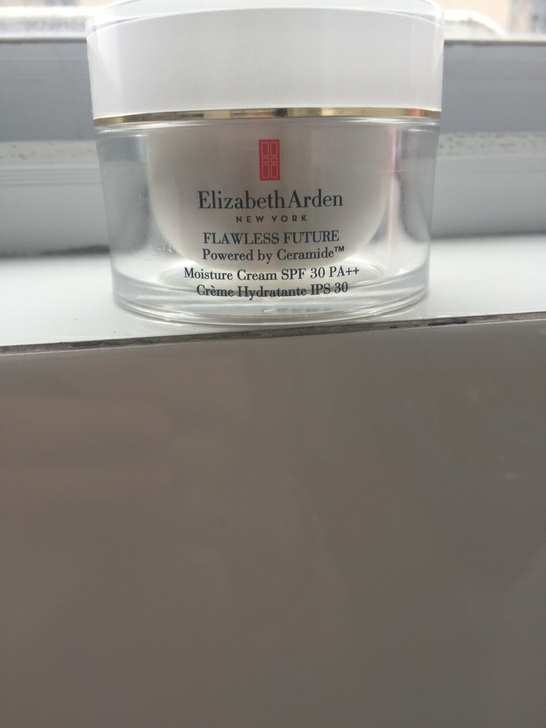 Elizabeth Arden
NEW YORK
FLAWLESS FUTURE
Powered by Ceramide™
Moisture Cream SPF 30 PA++
Crème Hydratante IPS 30